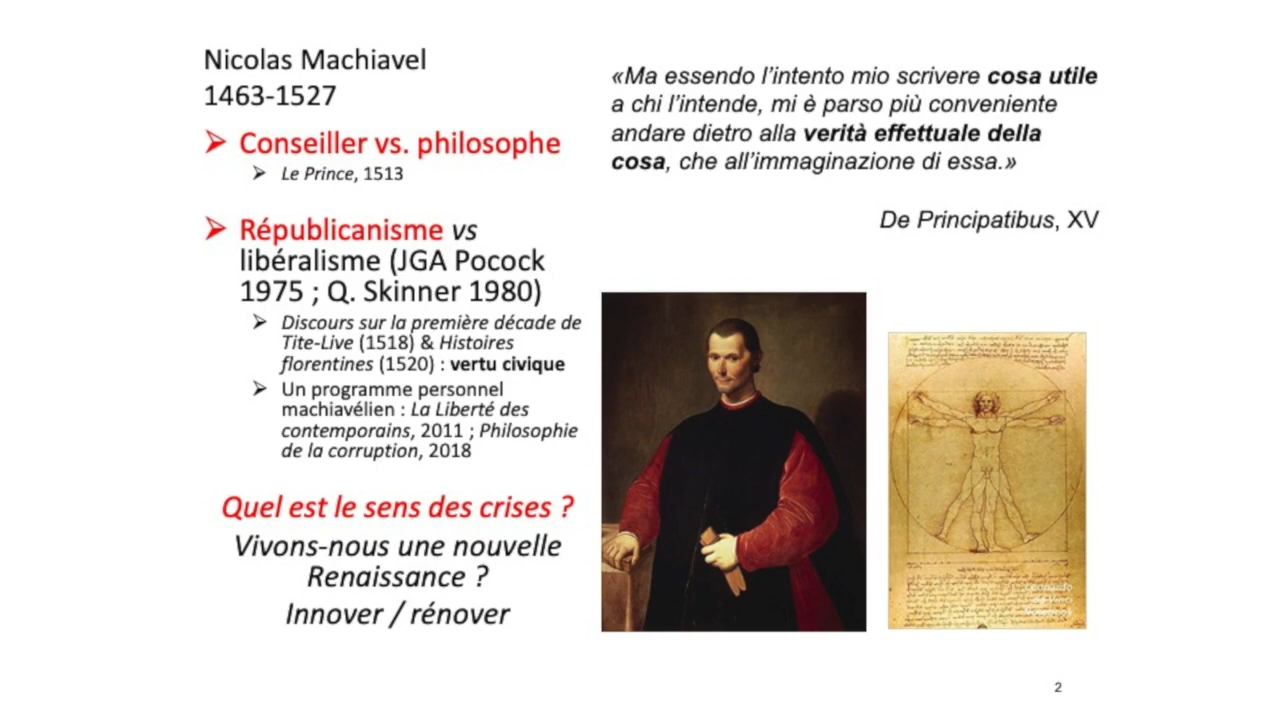 Nicolas Machiavel
1463-1527
➢ Conseiller vs. philosophe
➢ Le Prince, 1513
➢ Républicanisme vs
libéralisme (JGA Pocock
1975 ; Q. Skinner 1980)
➢ Discours sur la première décade de
Tite-Live (1518) & Histoires
florentines (1520) : vertu civique
➢ Un programme personnel
machiavélien : La Liberté des
contemporains, 2011 ; Philosophie
de la corruption, 2018
Quel est le sens des crises ?
Vivons-nous une nouvelle
Renaissance ?
Innover / rénover
«Ma essendo l’intento mio scrivere cosa utile
a chi l’intende, mi è parso più conveniente
andare dietro alla verità effettuale della
cosa, che all’immaginazione di essa.»
De Principatibus, XV
2